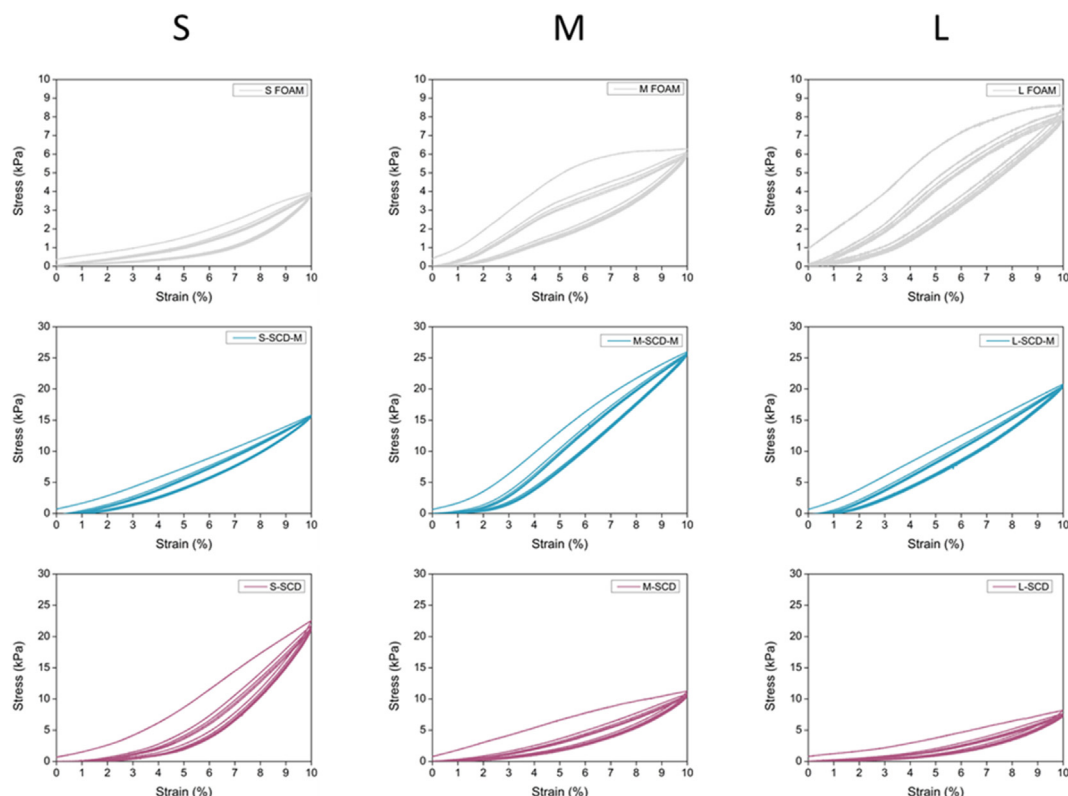 S M L
S FOAM
Stress (kPa)
10
9
8
7
6
5
4
3
2
1
0
0 1 2 3 4 5 6 7 8 9 10
Strain (%)
M FOAM
Stress (kPa)
10
9
8
7
6
5
4
3
2
1
0
0 1 2 3 4 5 6 7 8 9 10
Strain (%)
L FOAM
Stress (kPa)
10
9
8
7
6
5
4
3
2
1
0
0 1 2 3 4 5 6 7 8 9 10
Strain (%)
S-SCD-M
Stress (kPa)
30
25
20
15
10
5
0
0 1 2 3 4 5 6 7 8 9 10
Strain (%)
M-SCD-M
Stress (kPa)
30
25
20
15
10
5
0
0 1 2 3 4 5 6 7 8 9 10
Strain (%)
L-SCD-M
Stress (kPa)
30
25
20
15
10
5
0
0 1 2 3 4 5 6 7 8 9 10
Strain (%)
S-SCD
Stress (kPa)
30
25
20
15
10
5
0
0 1 2 3 4 5 6 7 8 9 10
Strain (%)
M-SCD
Stress (kPa)
30
25
20
15
10
5
0
0 1 2 3 4 5 6 7 8 9 10
Strain (%)
L-SCD
Stress (kPa)
30
25
20
15
10
5
0
0 1 2 3 4 5 6 7 8 9 10
Strain (%)